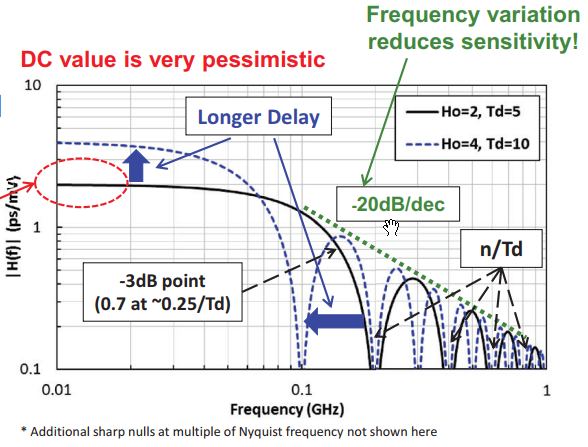 Frequency variation
reduces sensitivity!
DC value is very pessimistic
10
Longer Delay
Ho=2, Td=5
Ho=4, Td=10
|H(f)| (ps/mV)
1
-20dB/dec
n/Td
-3dB point
(0.7 at ~0.25/Td)
0.1
0.01
0.1
1
Frequency (GHz)
* Additional sharp nulls at multiple of Nyquist frequency not shown here